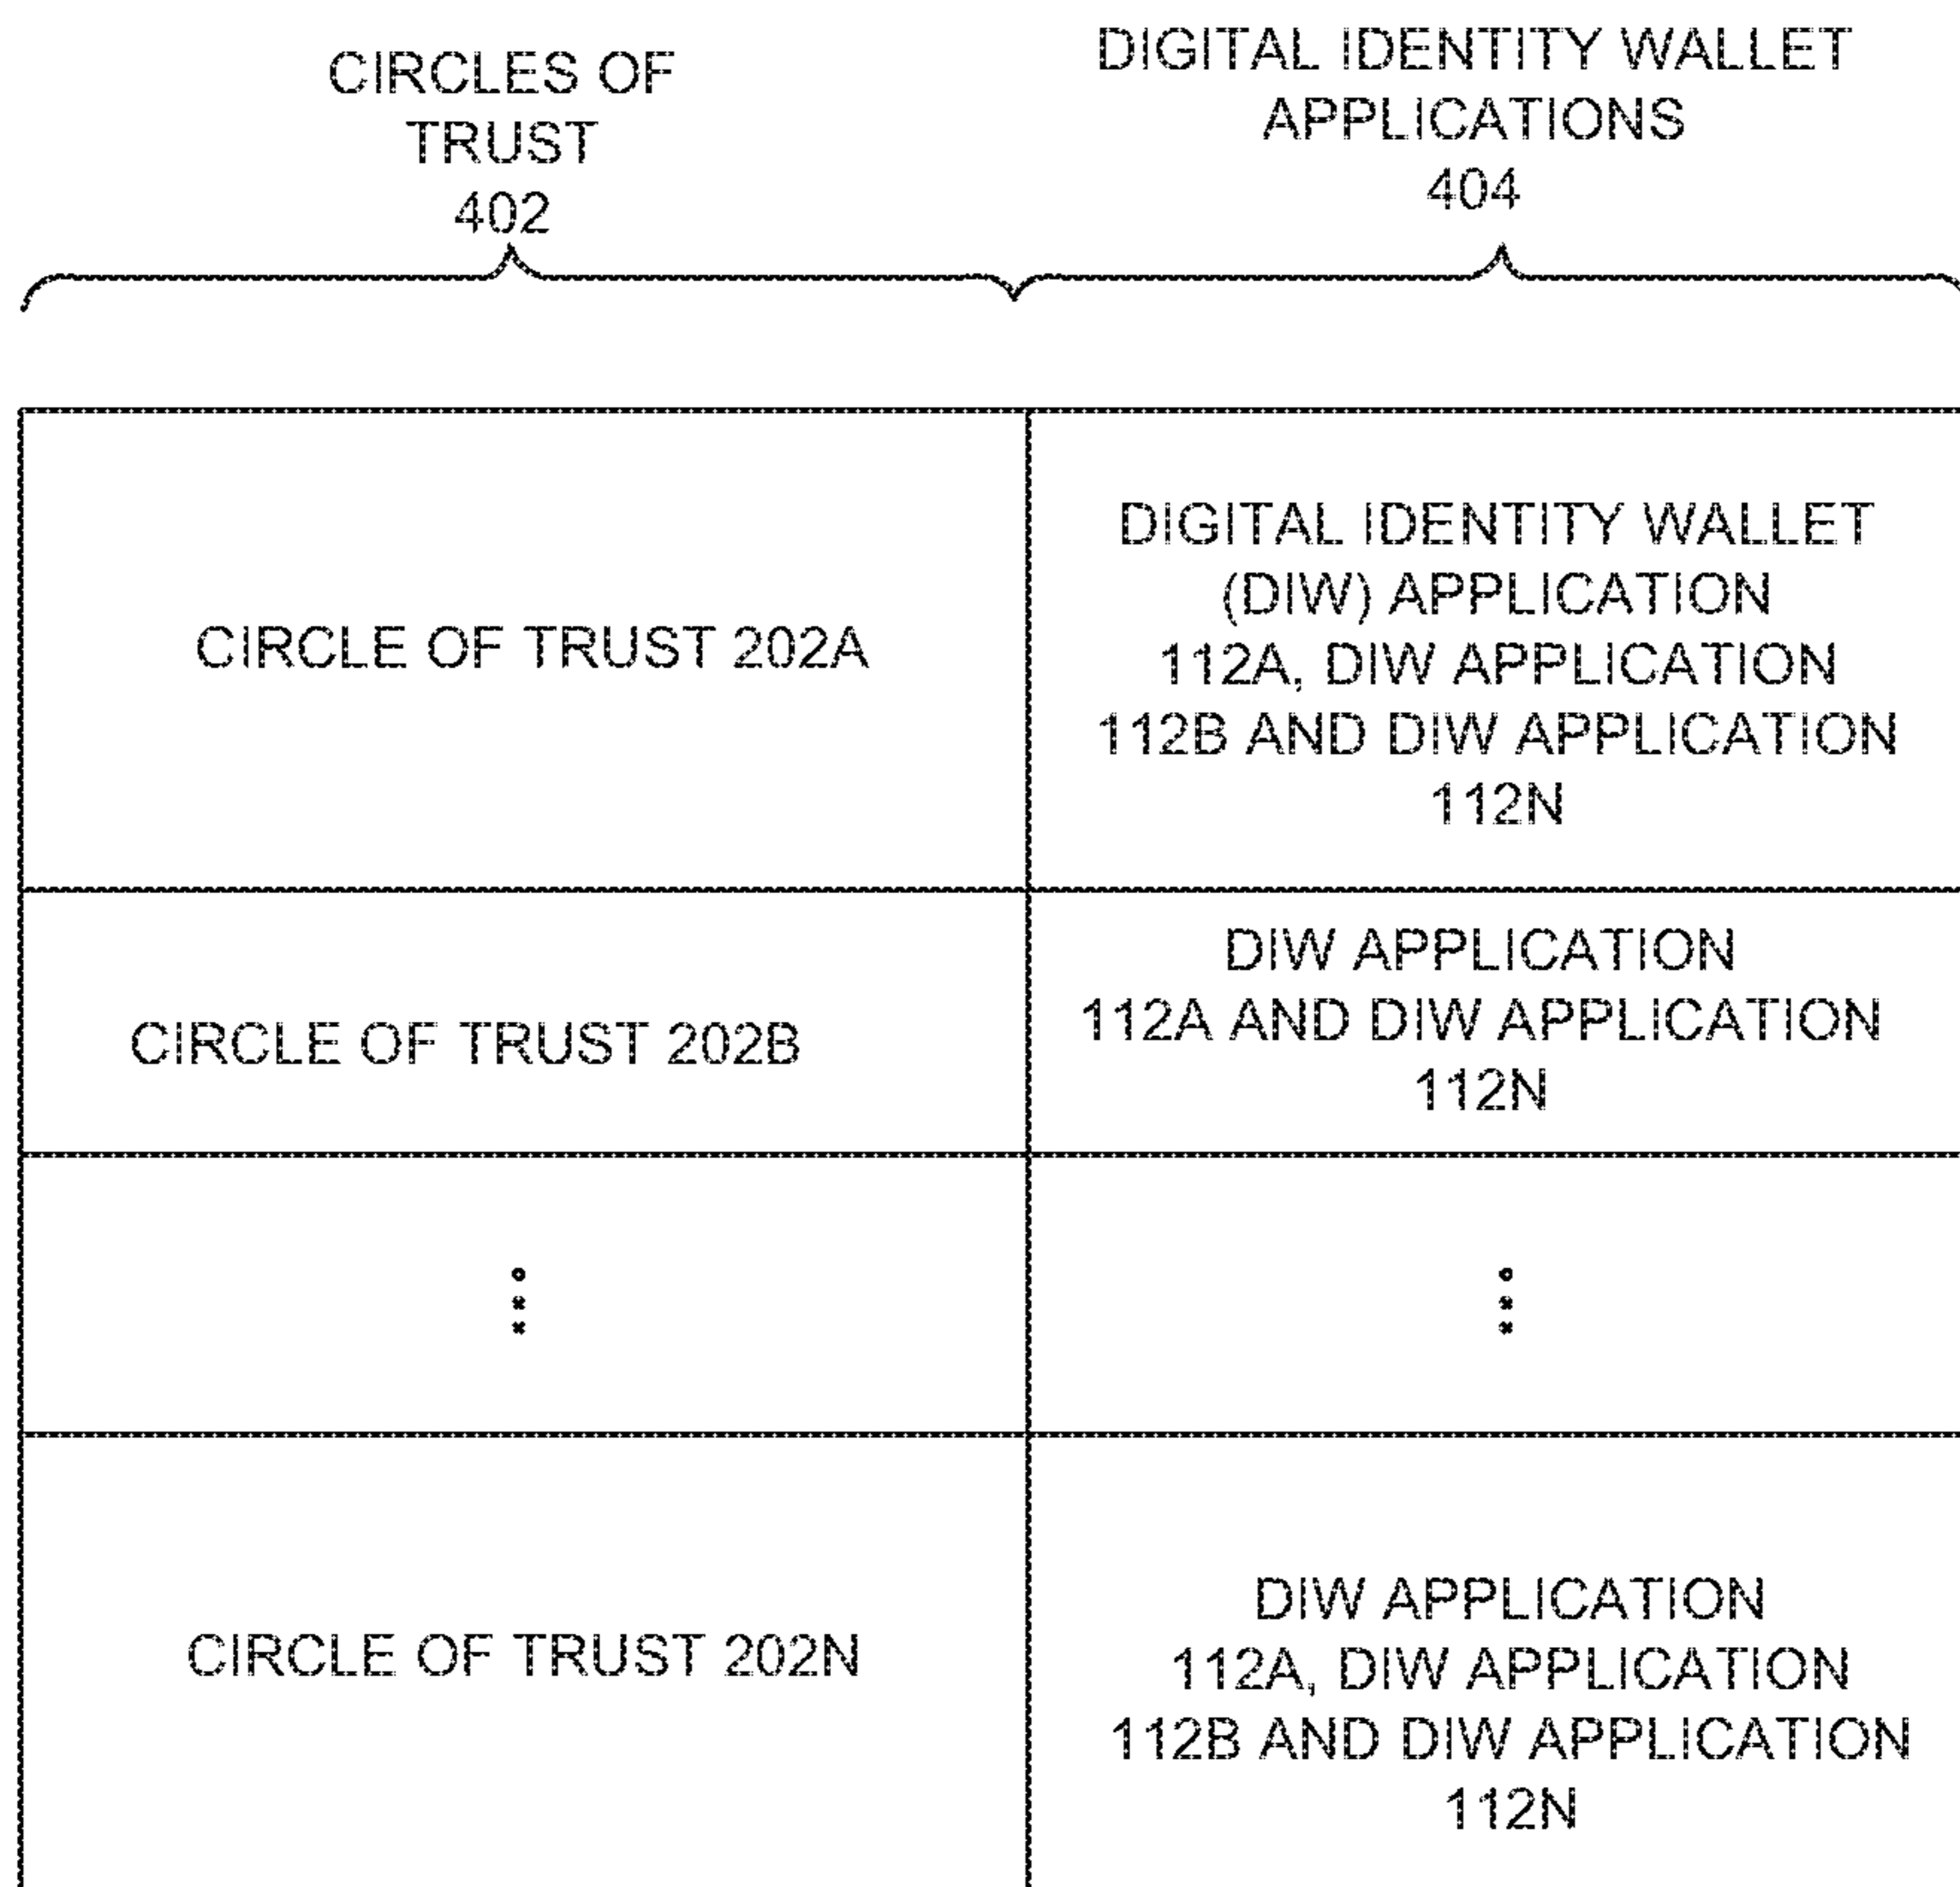 CIRCLES OF
TRUST
402
DIGITAL IDENTITY WALLET
APPLICATIONS
404
CIRCLE OF TRUST 202A
DIGITAL IDENTITY WALLET
(DIW) APPLICATION
112A, DIW APPLICATION
112B AND DIW APPLICATION
112N
CIRCLE OF TRUST 202B
DIW APPLICATION
112A AND DIW APPLICATION
112N
CIRCLE OF TRUST 202N
DIW APPLICATION
112A, DIW APPLICATION
112B AND DIW APPLICATION
112N